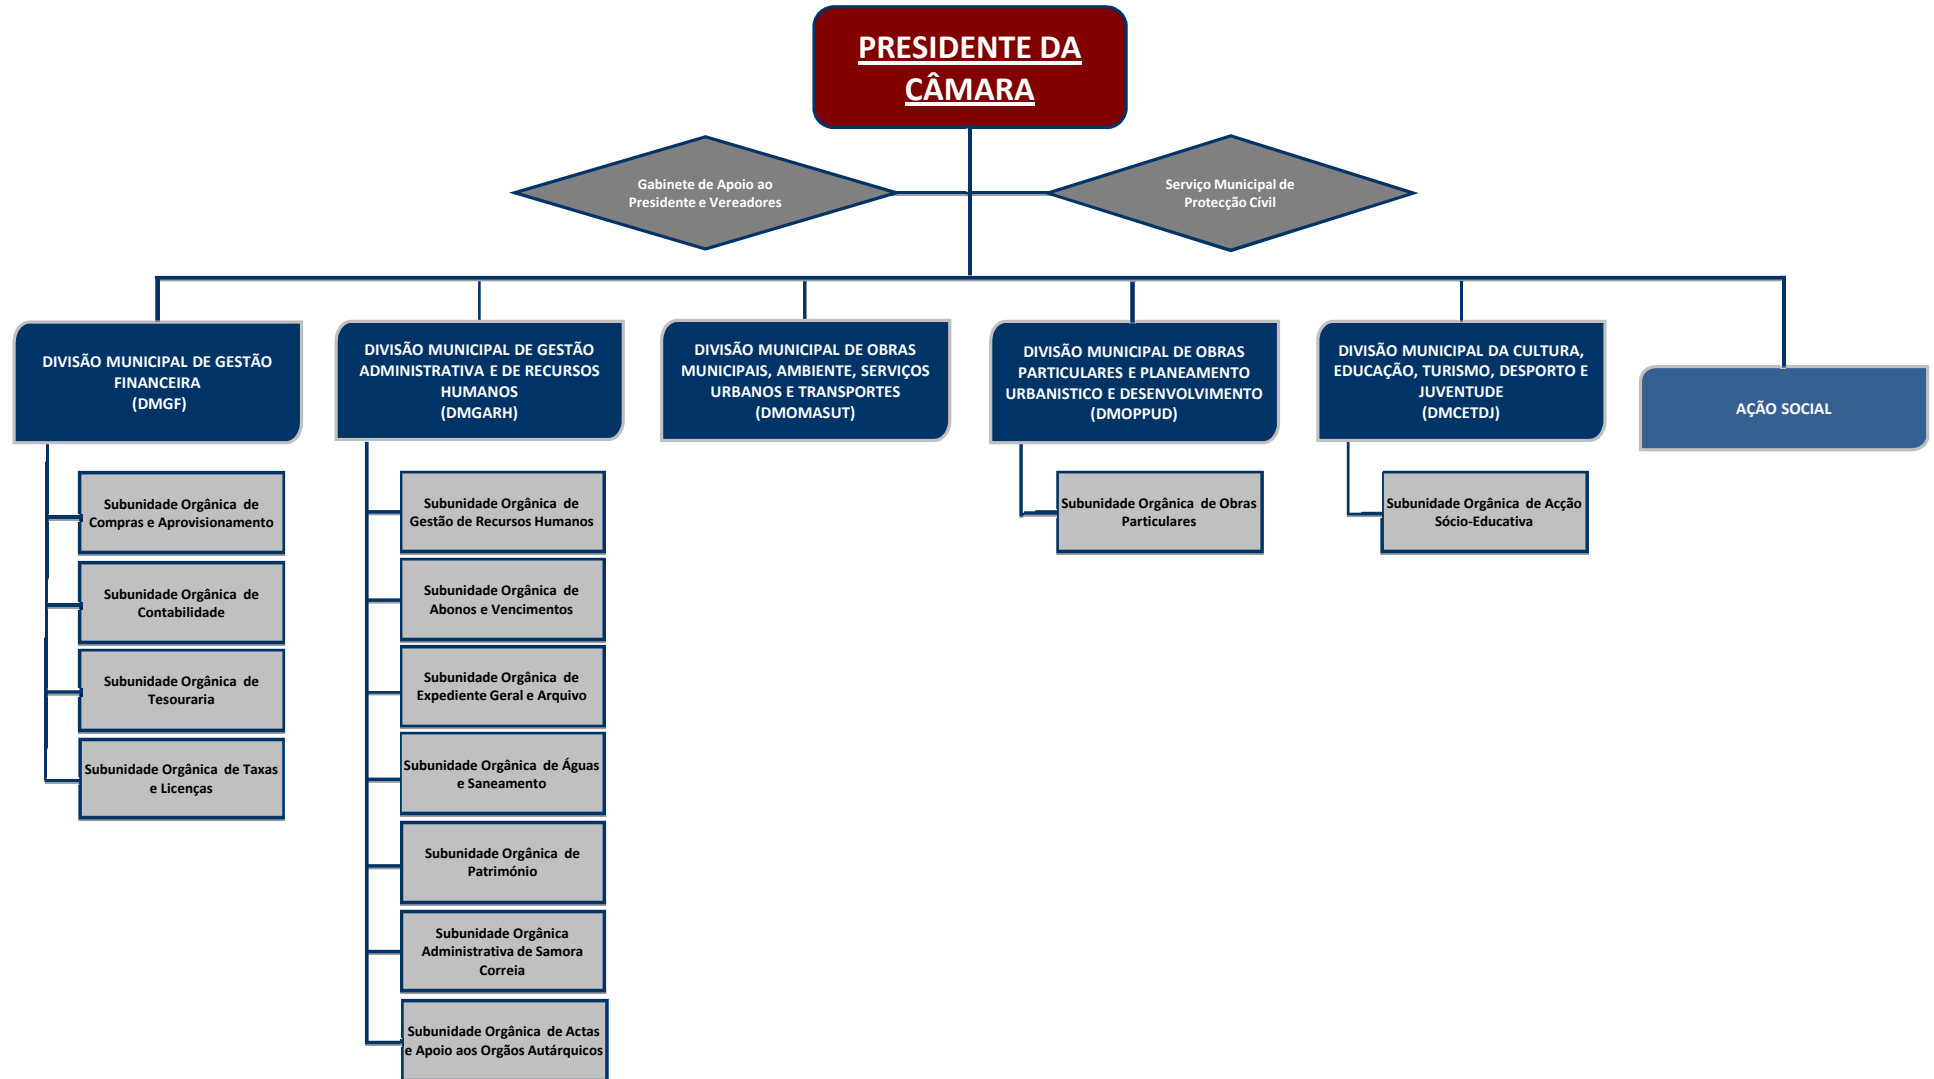 PRESIDENTE DA
CÂMARA
Gabinete de Apoio ao
Presidente e Vereadores
Serviço Municipal de
Protecção Cívil
DIVISÃO MUNICIPAL DE GESTÃO
FINANCEIRA
(DMGF)
DIVISÃO MUNICIPAL DE GESTÃO
ADMINISTRATIVA E DE RECURSOS
HUMANOS
(DMGARH)
DIVISÃO MUNICIPAL DE OBRAS
MUNICIPAIS, AMBIENTE, SERVIÇOS
URBANOS E TRANSPORTES
(DMOMASUT)
DIVISÃO MUNICIPAL DE OBRAS
PARTICULARES E PLANEAMENTO
URBANISTICO E DESENVOLVIMENTO
(DMOPPUD)
DIVISÃO MUNICIPAL DA CULTURA,
EDUCAÇÃO, TURISMO, DESPORTO E
JUVENTUDE
(DMCETDJ)
AÇÃO SOCIAL
Subunidade Orgânica de
Compras e Aprovisionamento
Subunidade Orgânica de
Contabilidade
Subunidade Orgânica de
Tesouraria
Subunidade Orgânica de Taxas
e Licenças
Subunidade Orgânica de
Gestão de Recursos Humanos
Subunidade Orgânica de
Abonos e Vencimentos
Subunidade Orgânica de
Expediente Geral e Arquivo
Subunidade Orgânica de Águas
e Saneamento
Subunidade Orgânica de
Património
Subunidade Orgânica
Administrativa de Samora
Correia
Subunidade Orgânica de Actas
e Apoio aos Orgãos Autárquicos
Subunidade Orgânica de Obras
Particulares
Subunidade Orgânica de Acção
Sócio-Educativa